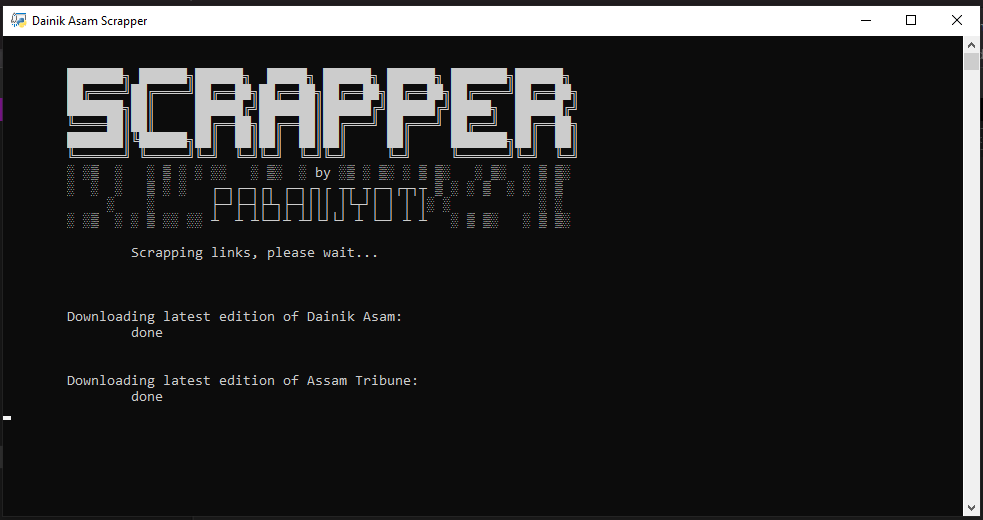 Dainik Asam Scrapper
SCRAPPER
by
Scrapping links, please wait...
Downloading latest edition of Dainik Asam:
done
Downloading latest edition of Assam Tribune:
done